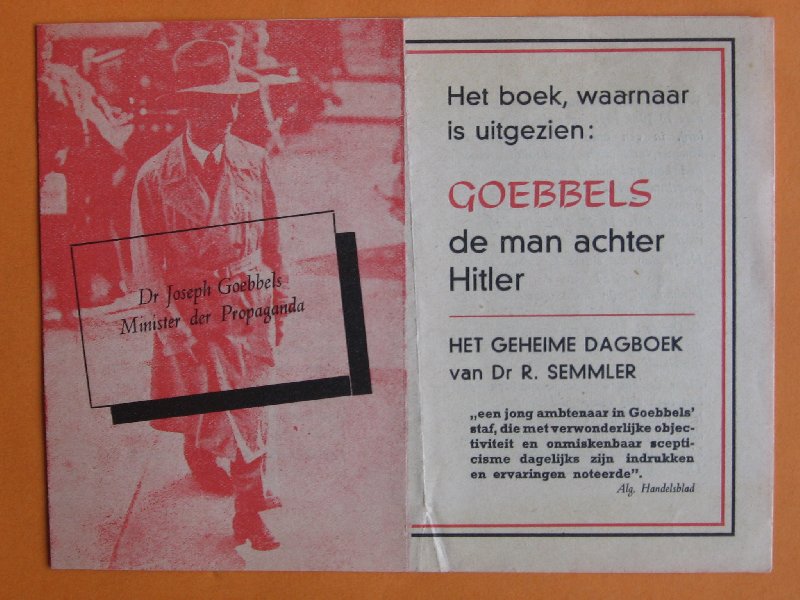 Dr Joseph Goebbels
Minister der Propaganda
Het boek, waarnaar
is uitgezien:
GOEBBELS
de man achter
Hitler
HET GEHEIME DAGBOEK
van Dr R. SEMMLER
„een jong ambtenaar in Goebbels'
staf, die met verwonderlijke objec-
tiviteit en onmiskenbaar scepti-
cisme dagelijks zijn indrukken
en ervaringen noteerde”.
Alg. Handelsblad